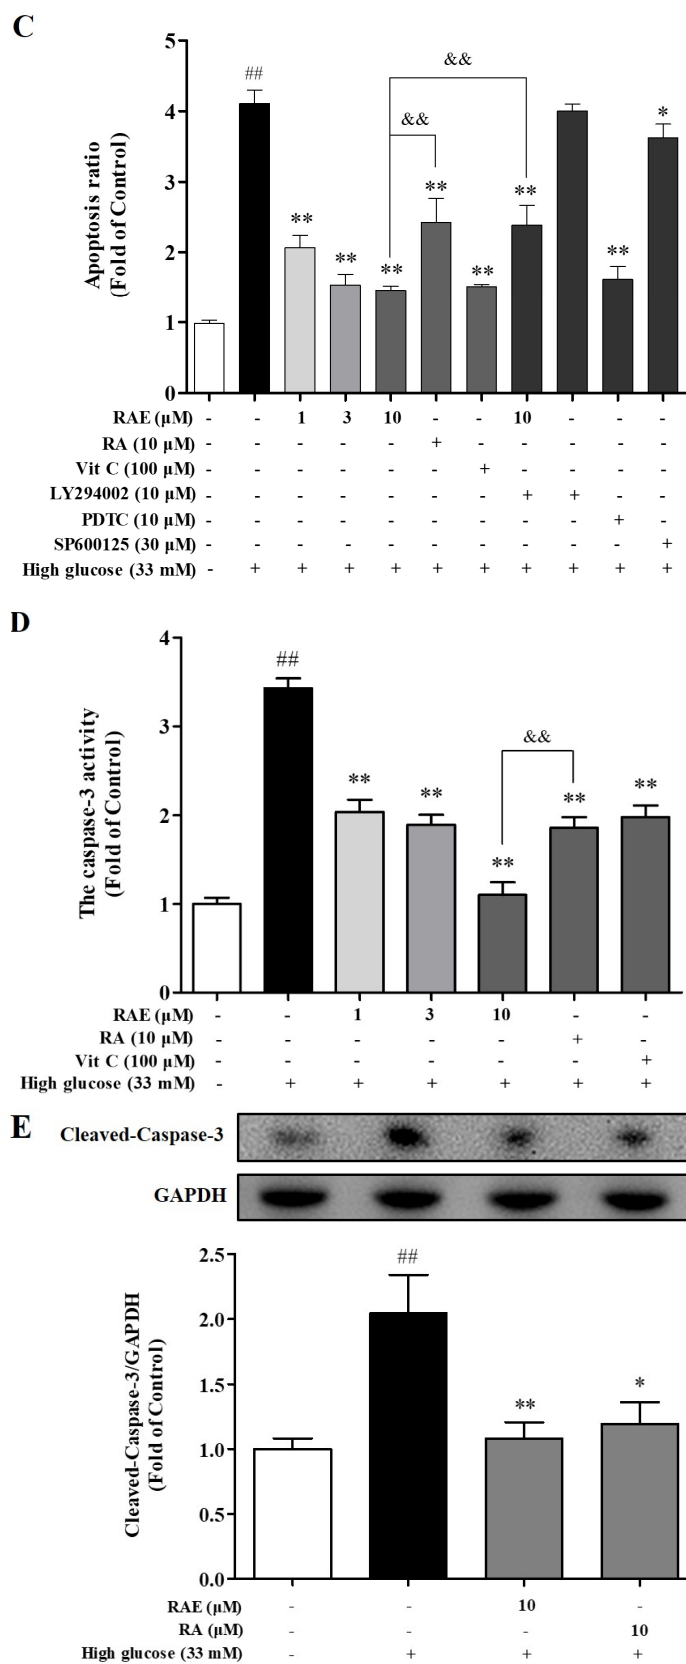 C
5
##
&&
4
*
&&
Apoptosis ratio
(Fold of Control)
3
**
**
**
2
**
**
**
**
1
0
RAE (µM) - - 1 3 10 - - 10 - - -
RA (10 µM) - - - - - + - - - - -
Vit C (100 µM) - - - - - - + - - - -
LY294002 (10 µM) - - - - - - - + + - -
PDTC (10 µM) - - - - - - - - - + -
SP600125 (30 µM) - - - - - - - - - - +
High glucose (33 mM) - + + + + + + + + + +
D
4
##
3
&&
The caspase-3 activity
(Fold of Control)
** ** ** **
2
**
1
0
RAE (µM) - - 1 3 10 - -
RA (10 µM) - - - - - + -
Vit C (100 µM) - - - - - - +
High glucose (33 mM) - + + + + + +
E
Cleaved-Caspase-3
GAPDH
2.5
##
2.0
Cleaved-Caspase-3/GAPDH
(Fold of Control)
1.5
** *
1.0
0.5
0.0
RAE (µM) - - 10 -
RA (µM) - - - 10
High glucose (33 mM) - + + +